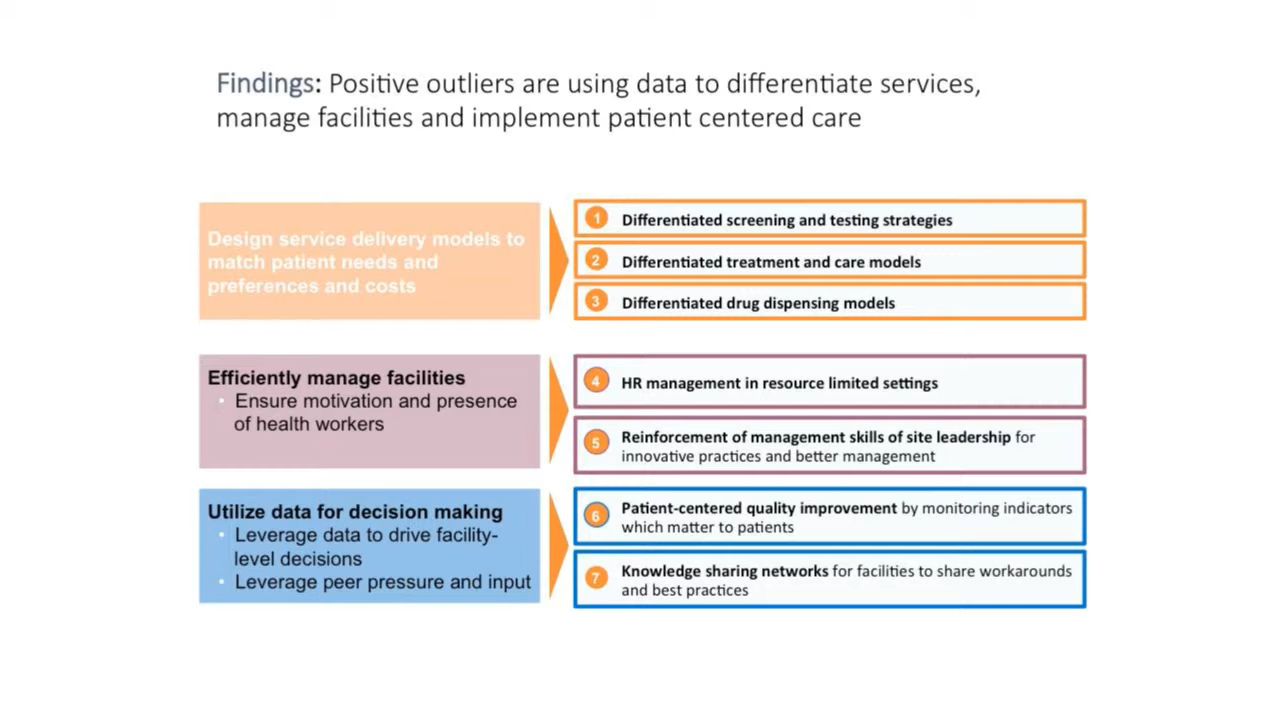 Findings: Positive outliers are using data to differentiate services,
manage facilities and implement patient centered care
Design service delivery models to
match patient needs and
preferences and costs
1 Differentiated screening and testing strategies
2 Differentiated treatment and care models
3 Differentiated drug dispensing models
Efficiently manage facilities
• Ensure motivation and presence
of health workers
4 HR management in resource limited settings
5 Reinforcement of management skills of site leadership for
innovative practices and better management
Utilize data for decision making
• Leverage data to drive facility-
level decisions
• Leverage peer pressure and input
6 Patient-centered quality improvement by monitoring indicators
which matter to patients
7 Knowledge sharing networks for facilities to share workarounds
and best practices